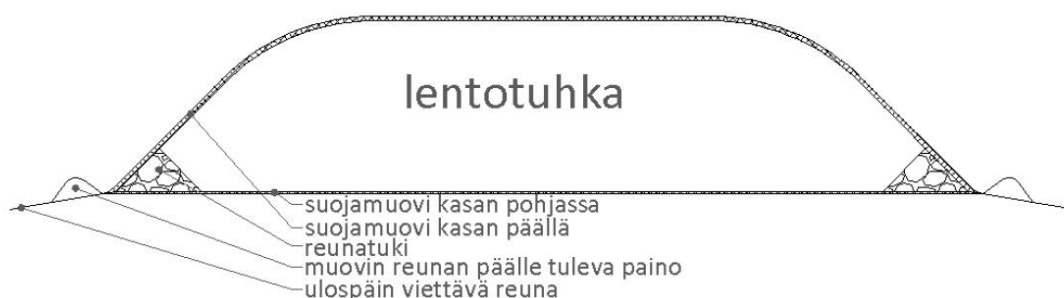 lentotuhka
suojamuovi kasan pohjassa
suojamuovi kasan päällä
reunatuki
muovin reunan päälle tuleva paino
ulospäin viettävä reuna